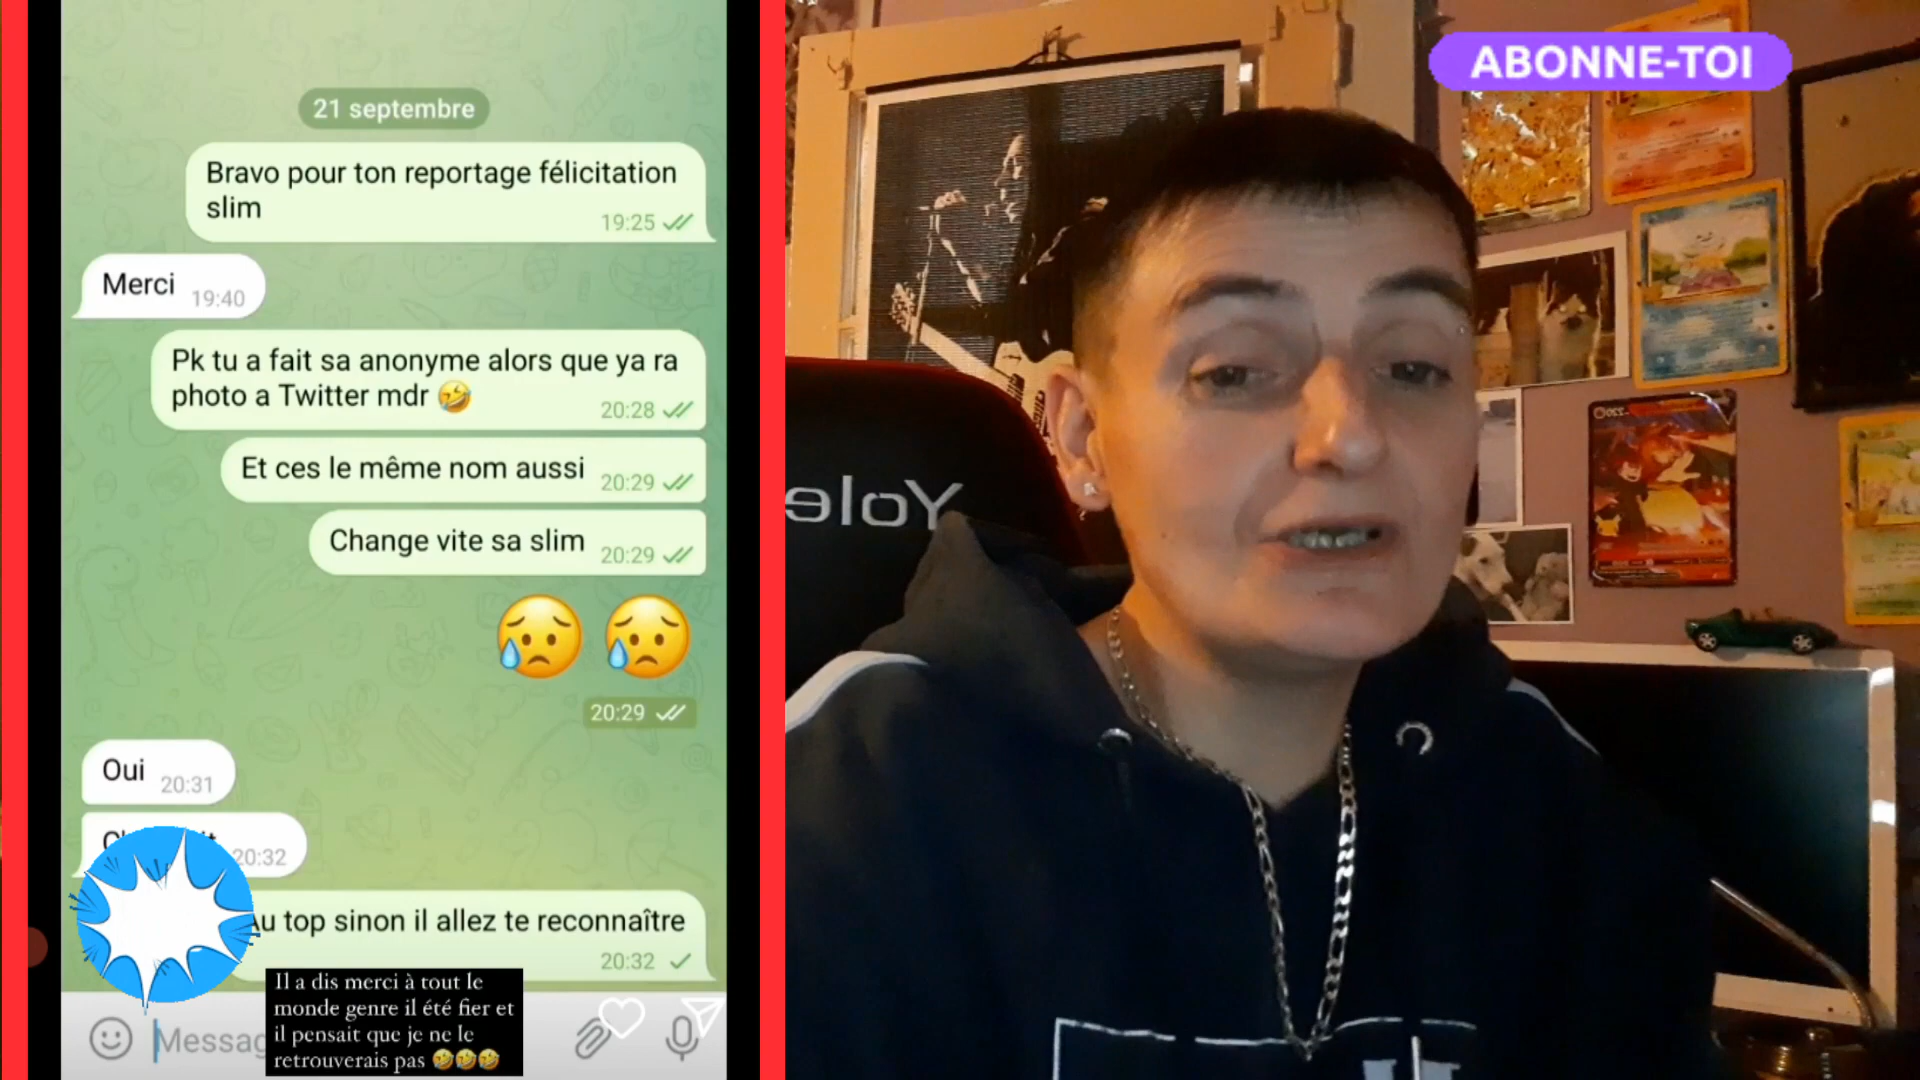 21 septembre
Bravo pour ton reportage félicitation
slim
19:25
Merci
19:40
Pk tu a fait sa anonyme alors que ya ra
photo a Twitter mdr 🤣
20:28
Et ces le même nom aussi
20:29
Change vite sa slim
20:29
😥 😥
20:29
Oui
20:31
20:32
Au top sinon il allez te reconnaître
20:32
Messag
Il a dis merci à tout le
monde genre il été fier et
il pensait que je ne le
retrouverais pas 🤣🤣🤣
ABONNE-TOI
Yole